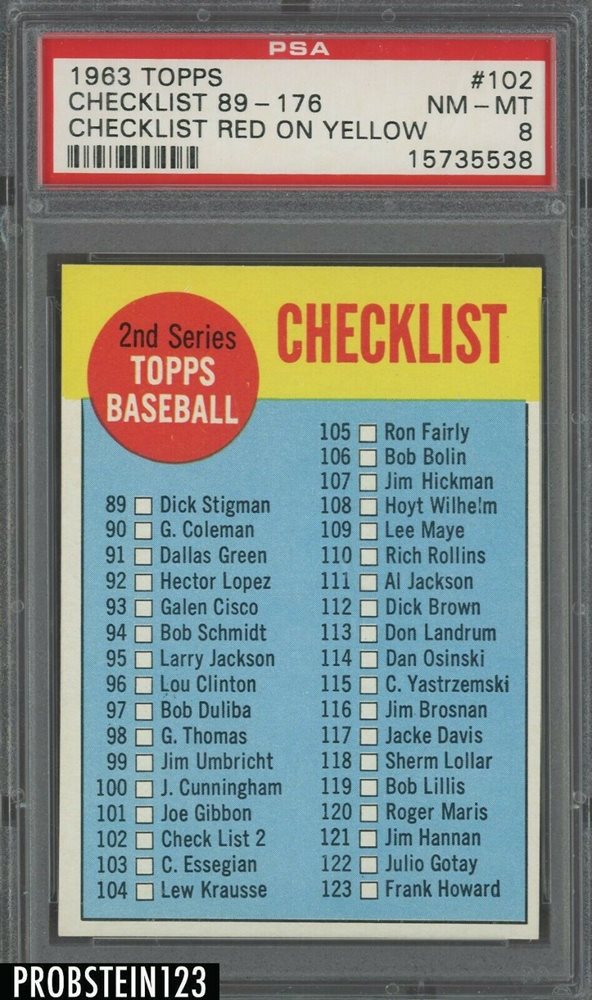 PSA
1963 TOPPS #102
CHECKLIST 89-176 NM-MT
CHECKLIST RED ON YELLOW 8
15735538
CHECKLIST
2nd Series
TOPPS
BASEBALL
89 Dick Stigman
90 G. Coleman
91 Dallas Green
92 Hector Lopez
93 Galen Cisco
94 Bob Schmidt
95 Larry Jackson
96 Lou Clinton
97 Bob Duliba
98 G. Thomas
99 Jim Umbricht
100 J. Cunningham
101 Joe Gibbon
102 Check List 2
103 C. Essegian
104 Lew Krausse
105 Ron Fairly
106 Bob Bolin
107 Jim Hickman
108 Hoyt Wilhelm
109 Lee Maye
110 Rich Rollins
111 Al Jackson
112 Dick Brown
113 Don Landrum
114 Dan Osinski
115 C. Yastrzemski
116 Jim Brosnan
117 Jacke Davis
118 Sherm Lollar
119 Bob Lillis
120 Roger Maris
121 Jim Hannan
122 Julio Gotay
123 Frank Howard
PROBSTEIN123